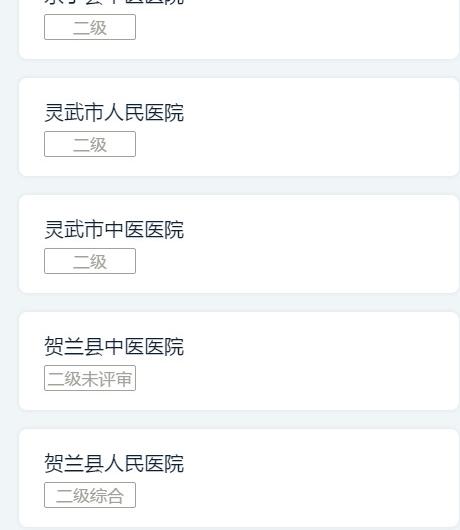 二级
灵武市人民医院
二级
灵武市中医医院
二级
贺兰县中医医院
二级未评审
贺兰县人民医院
二级综合